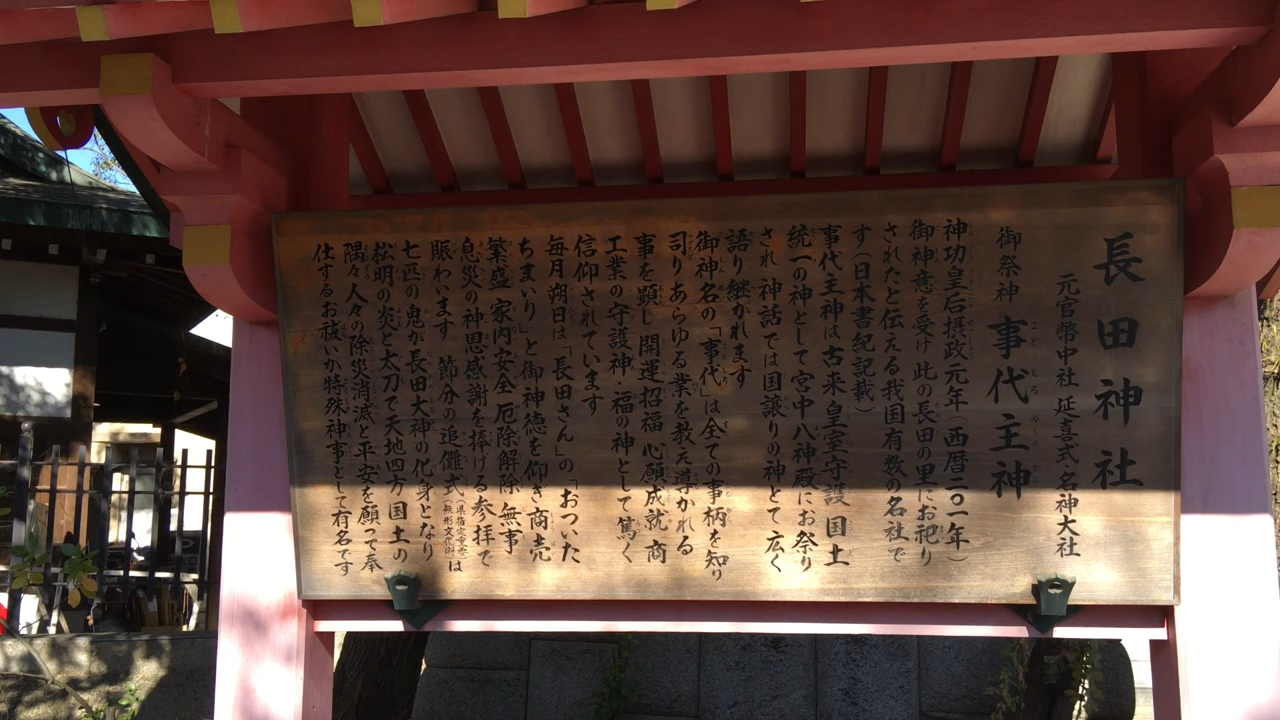 長田神社
元官幣中社 延喜式 名神大社
御祭神 事代主神
神功皇后摂政元年(西暦二〇一年)
御神意を受け 此の長田の里にお祀り
されたと伝える我国有数の名社で
す(日本書紀記載)
事代主神は古来 皇室守護 国土
統一の神として宮中八神殿にお祭り
され 神話では国譲りの神とて広く
語り継がれます
御神名の「事代」は全ての事柄を知り
司り あらゆる業を教え導かれる
事を顕し 開運招福 心願成就 商
工業の守護神・福の神として篤く
信仰されています
毎月朔日は「長田さん」の「おついた
ちまいり」と御神徳を仰き 商売
繁盛 家内安全 厄除解除 無事
息災の神恩感謝を捧ける参拝で
賑わいます 節分の追儺式(県指定重要無形文化財)は
七匹の鬼が長田大神の化身となり
松明の炎と太刀て天地四方国土の
隅々人々の除災消滅と平安を願って奉
仕するお祓いか特殊神事として有名です